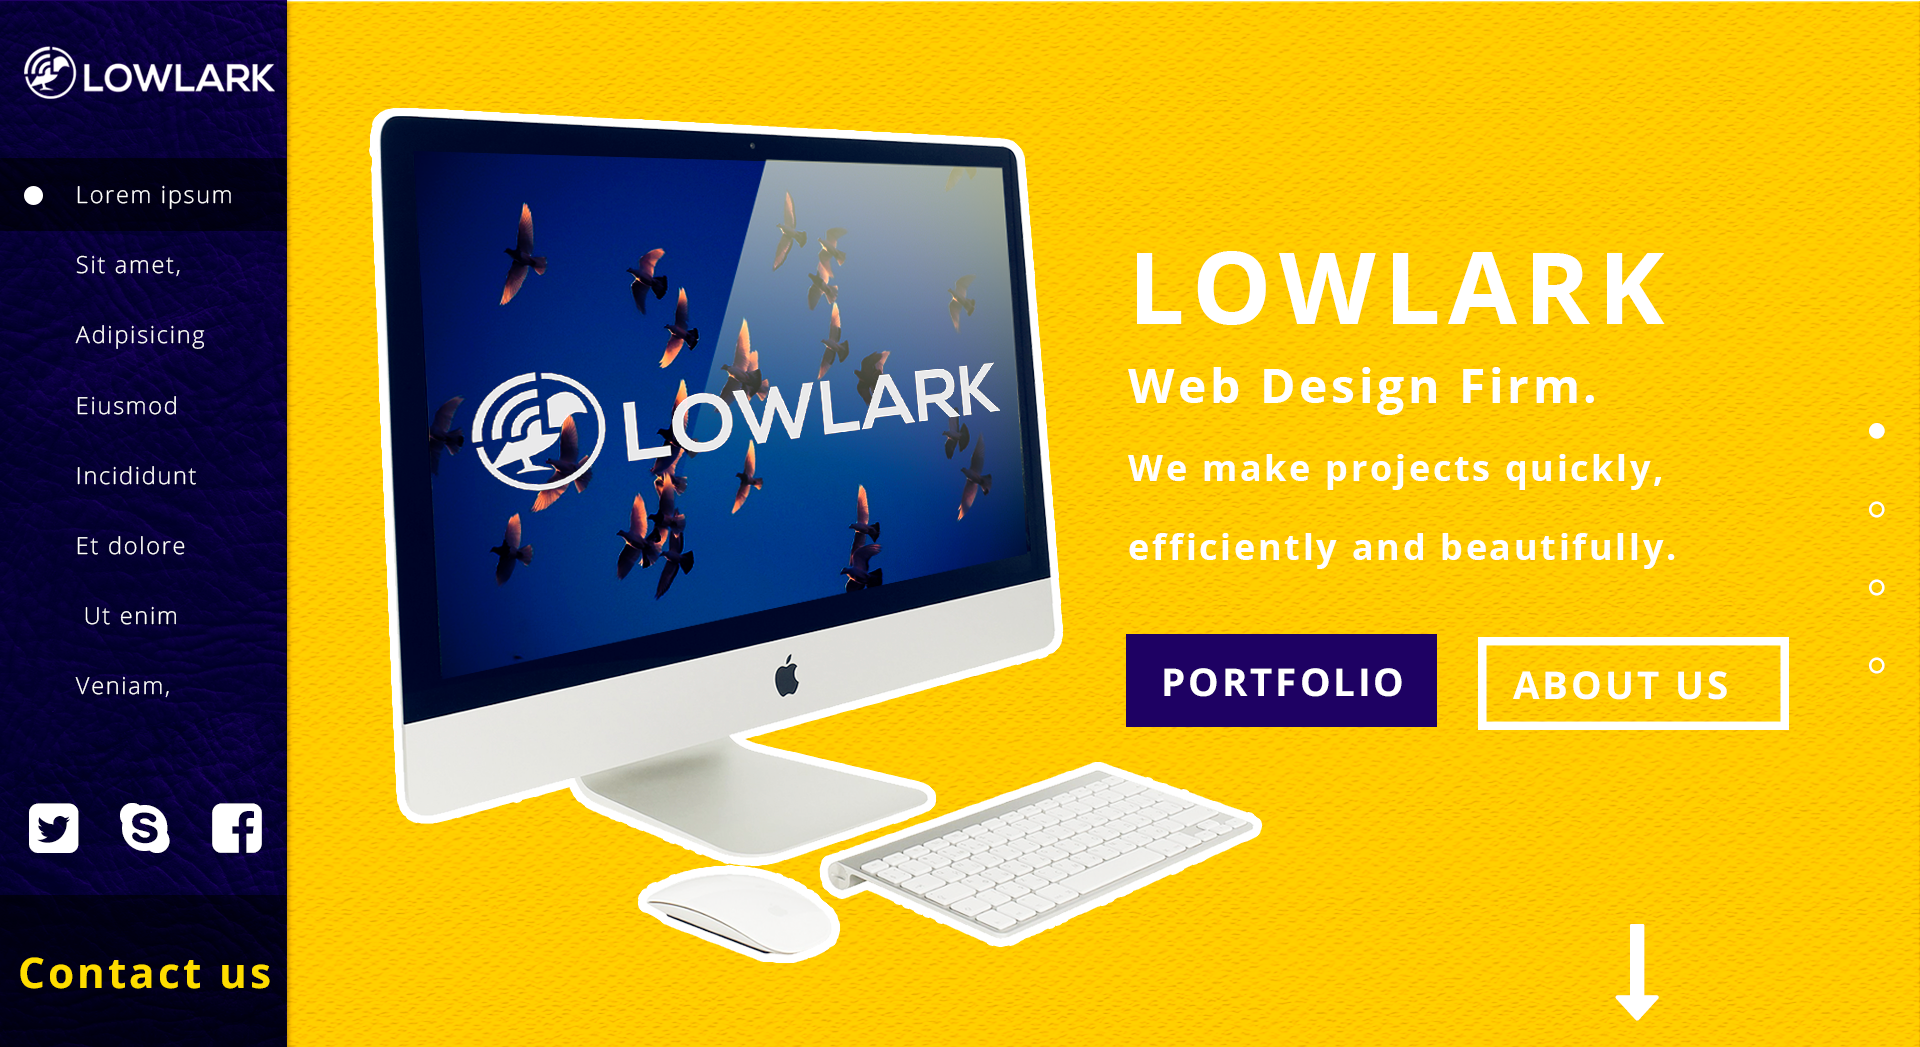 LOWLARK
Lorem ipsum
Sit amet,
Adipisicing
Eiusmod
Incididunt
Et dolore
Ut enim
Veniam,
Contact us
LOWLARK
LOWLARK
Web Design Firm.
We make projects quickly,
efficiently and beautifully.
PORTFOLIO
ABOUT US